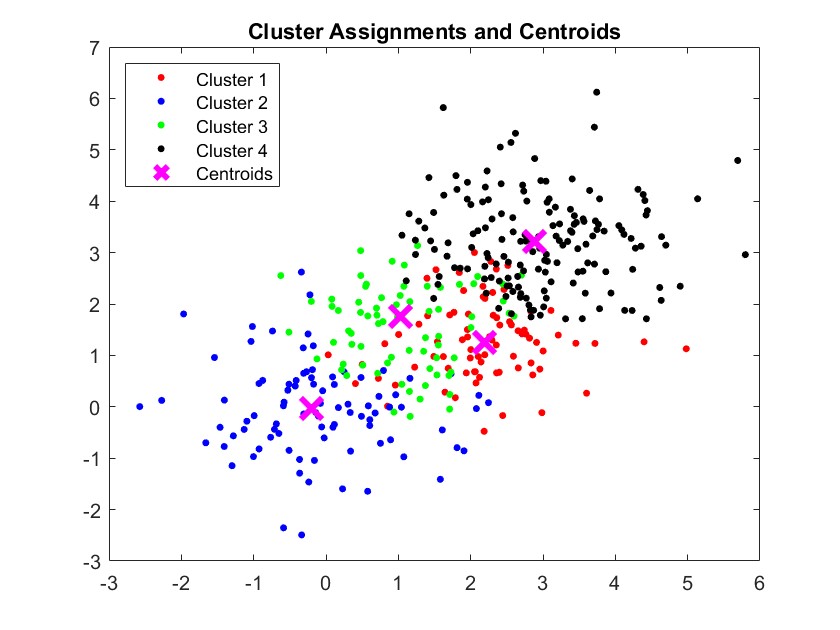 Cluster Assignments and Centroids
7
6
5
4
3
2
1
0
-1
-2
-3
Cluster 1
Cluster 2
Cluster 3
Cluster 4
Centroids
-3 -2 -1 0 1 2 3 4 5 6